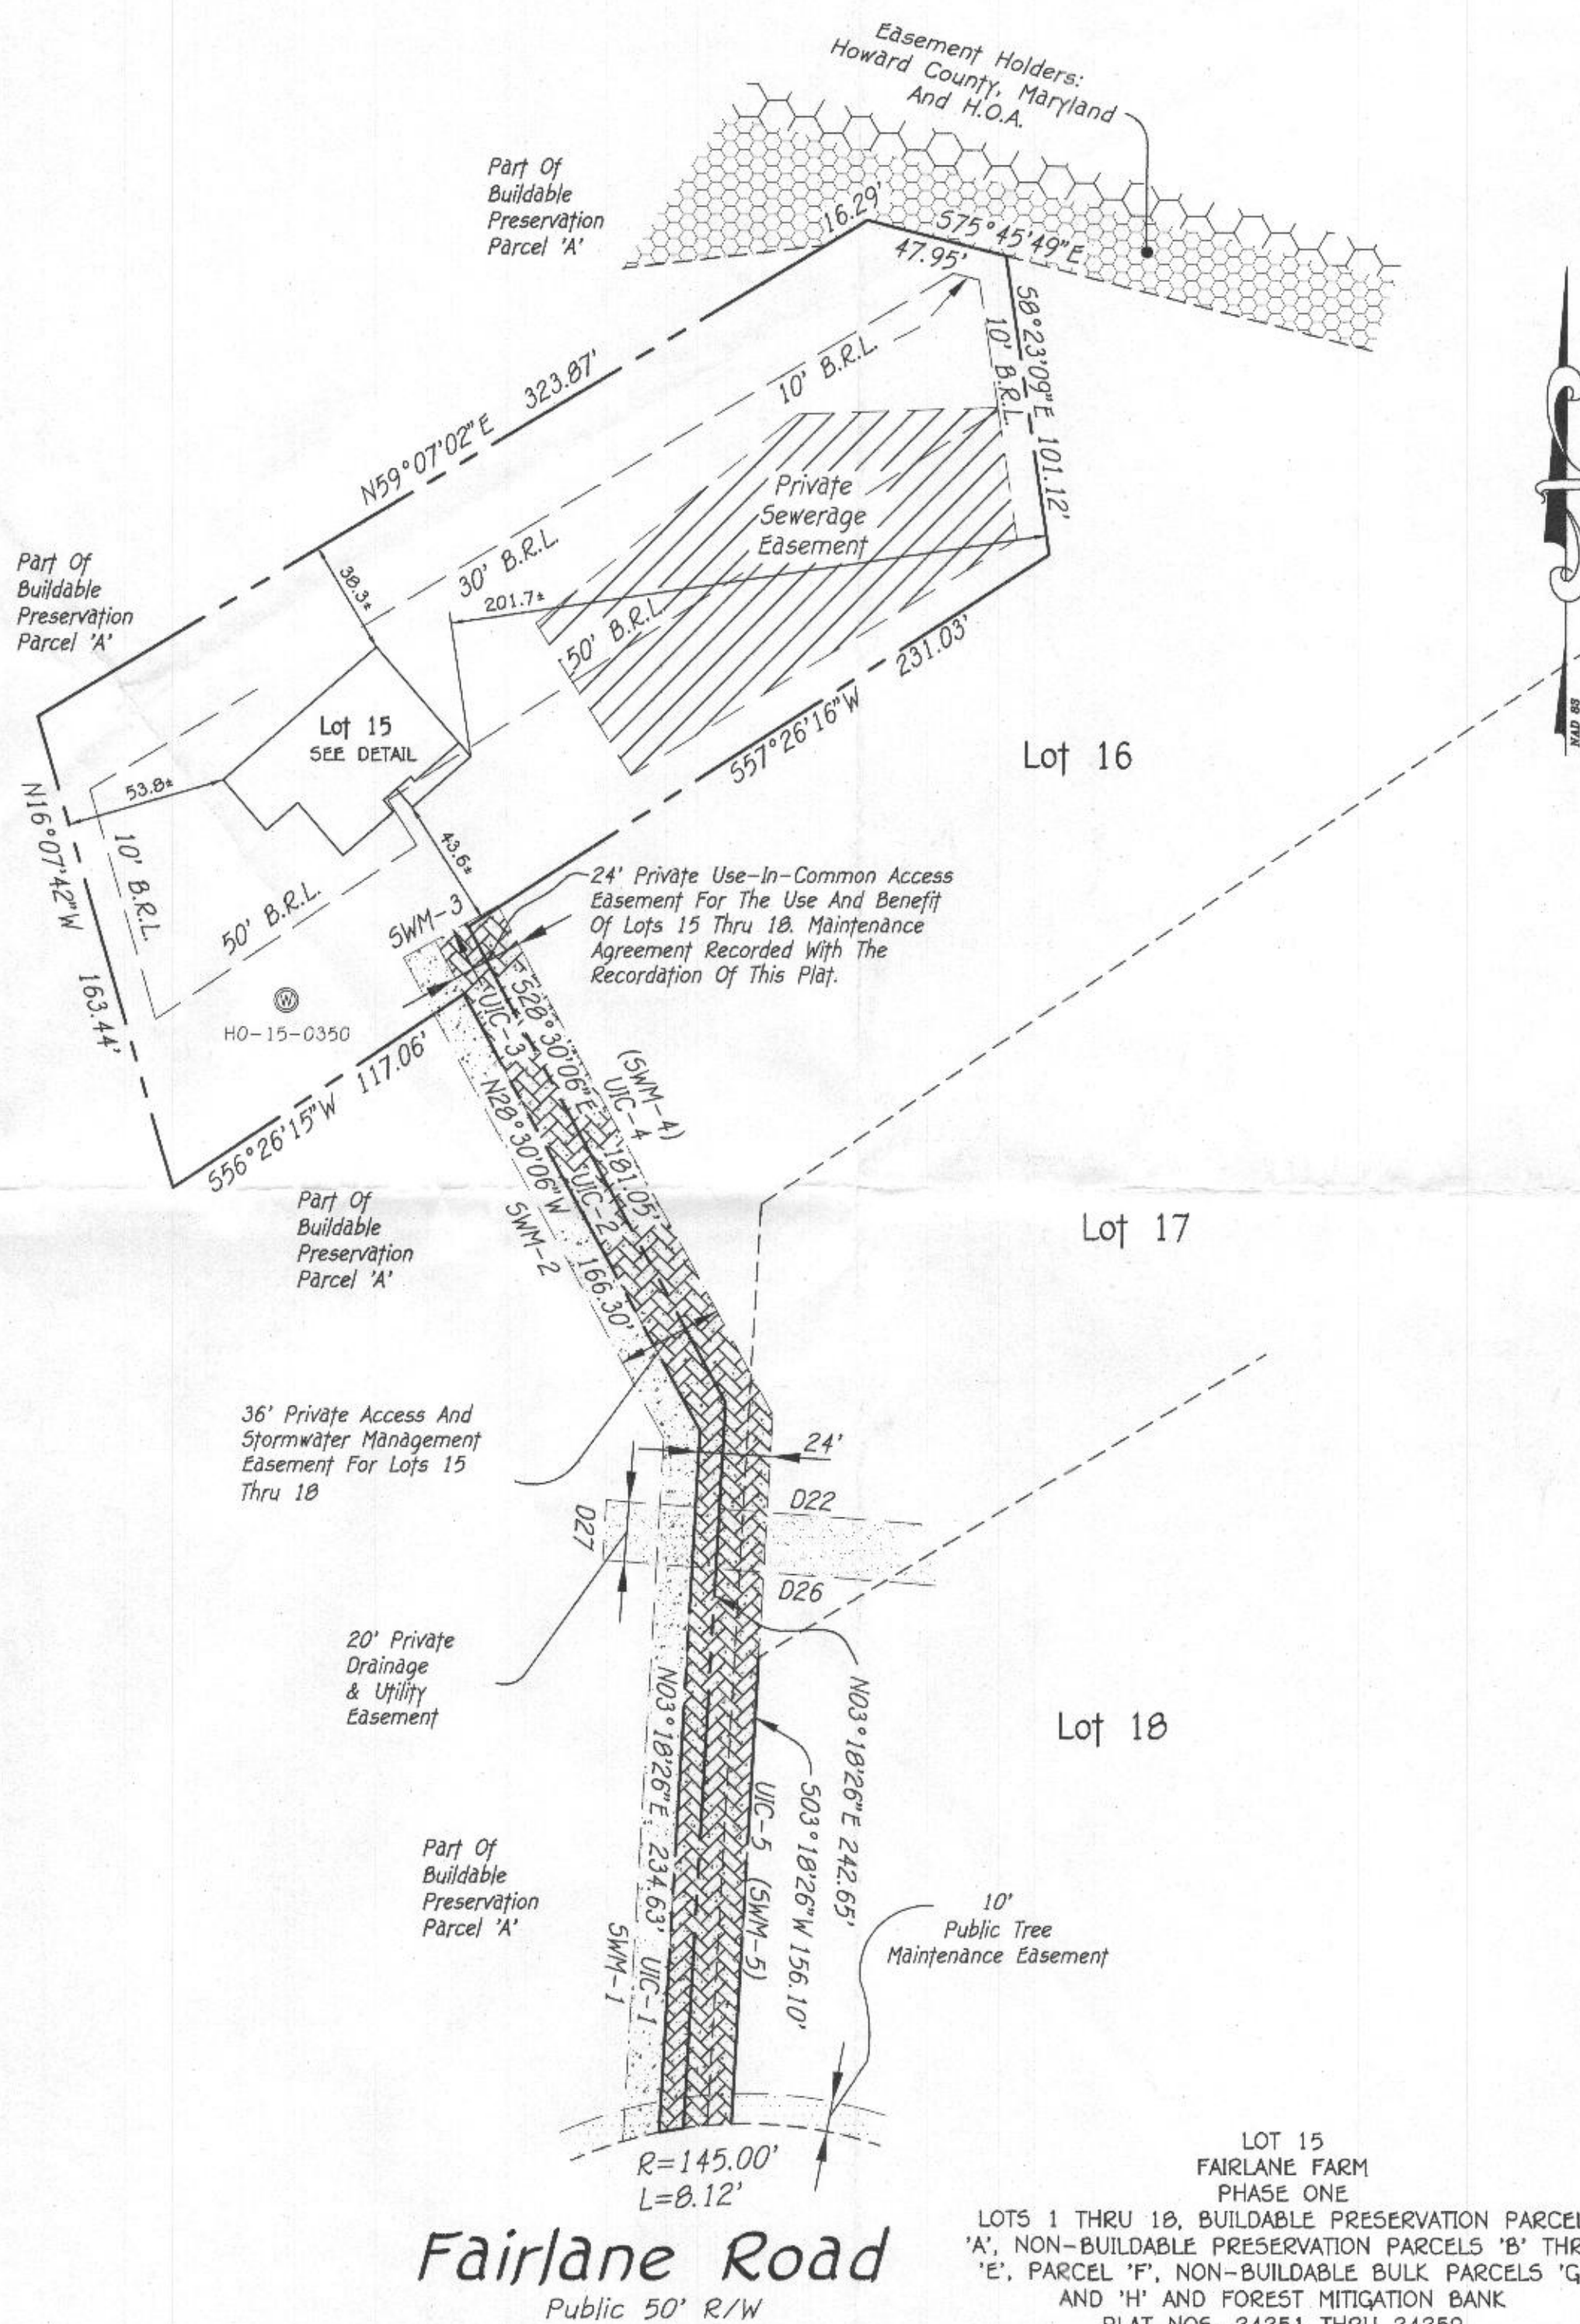 Easement Holders:
Howard County, Maryland
And H.O.A.
Part Of
Buildable
Preservation
Parcel 'A'
16.29'
S75°45'49"E
47.95'
S8°23'09"E 101.12'
10' B.R.L.
10' B.R.L.
N59°07'02"E 323.87'
Private
Sewerage
Easement
30' B.R.L.
38.3±
201.7±
50' B.R.L.
Part Of
Buildable
Preservation
Parcel 'A'
231.03'
S57°26'16"W
Lot 15
SEE DETAIL
Lot 16
NAD 83
53.8±
N16°07'42"W 163.44'
10' B.R.L.
43.6±
50' B.R.L.
SWM-3
24' Private Use-In-Common Access
Easement For The Use And Benefit
Of Lots 15 Thru 18. Maintenance
Agreement Recorded With The
Recordation Of This Plat.
W
HO-15-0350
S56°26'15"W 117.06'
UIC-3
S28°30'06"E 181.05'
(SWM-4)
UIC-4
N28°30'06"W 166.30'
UIC-2
SWM-2
Part Of
Buildable
Preservation
Parcel 'A'
Lot 17
36' Private Access And
Stormwater Management
Easement For Lots 15
Thru 18
24'
D22
D27
D26
20' Private
Drainage
& Utility
Easement
N03°18'26"E 242.65'
S03°18'26"W 156.10'
UIC-5 (SWM-5)
N03°18'26"E 234.63' UIC-1
SWM-1
Lot 18
Part Of
Buildable
Preservation
Parcel 'A'
10'
Public Tree
Maintenance Easement
R=145.00'
L=8.12'
Fairlane Road
Public 50' R/W
LOT 15
FAIRLANE FARM
PHASE ONE
LOTS 1 THRU 18, BUILDABLE PRESERVATION PARCEL
'A', NON-BUILDABLE PRESERVATION PARCELS 'B' THR
'E', PARCEL 'F', NON-BUILDABLE BULK PARCELS 'G
AND 'H' AND FOREST MITIGATION BANK